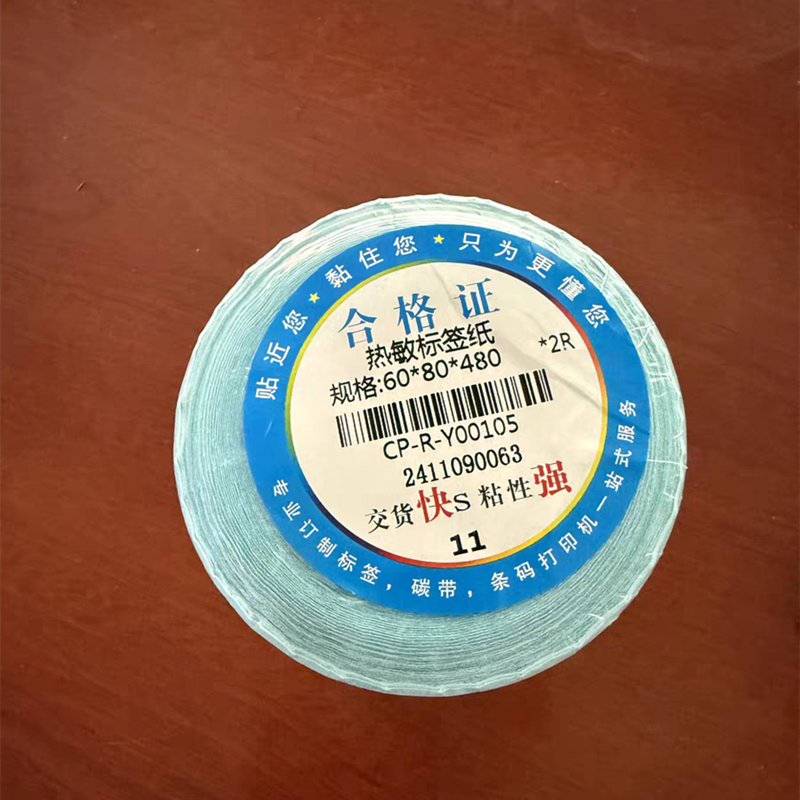 贴近您★黏住您★只为更懂您
合格证
热敏标签纸
*2R
规格:60*80*480
CP-R-Y00105
2411090063
交货快S 粘性强
11
专业订制标签，碳带，条码打印机一站式服务